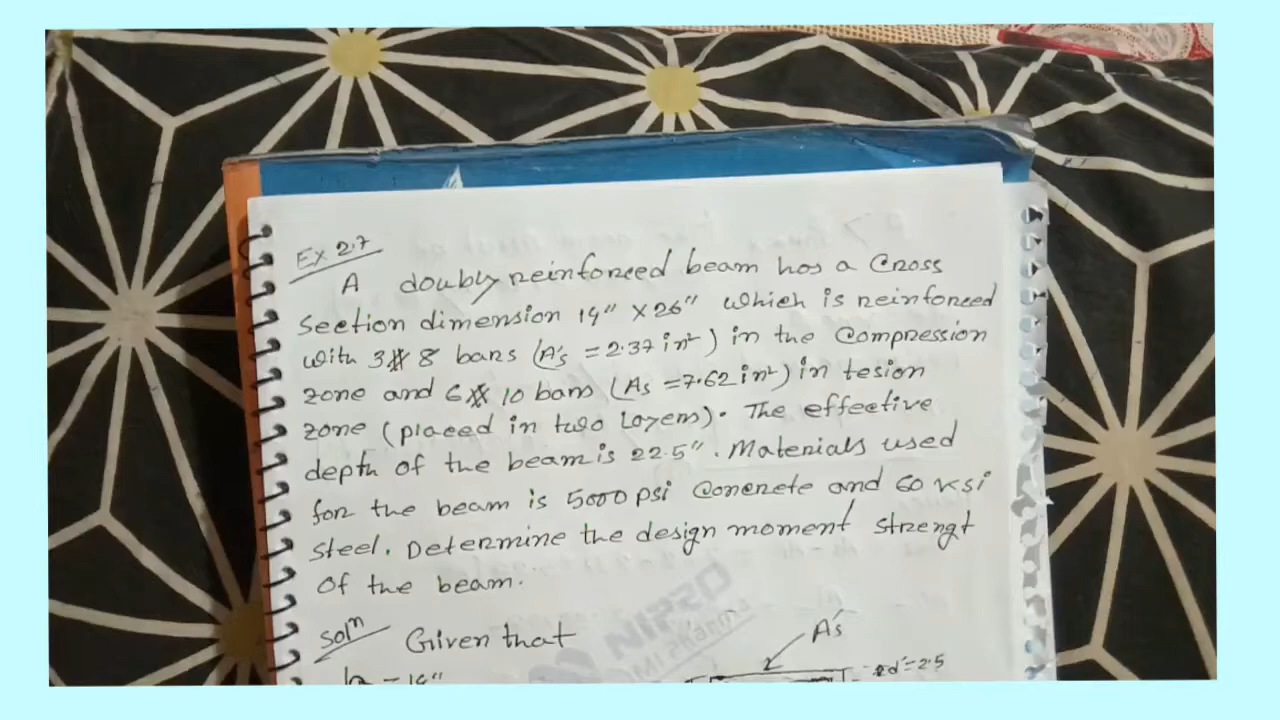 Ex 2.7
A doubly reinforced beam has a cross
section dimension 14" x 26" which is reinforced
with 3# 8 bars (A's = 2.37 in²) in the compression
zone and 6# 10 bars (As = 7.62 in²) in tesion
zone (placed in two layers). The effective
depth of the beam is 22.5". Materials used
for the beam is 5000 psi concrete and 60 ksi
steel. Determine the design moment strengt
of the beam.
Soln Given that
A's
b = 14"
d' = 2.5